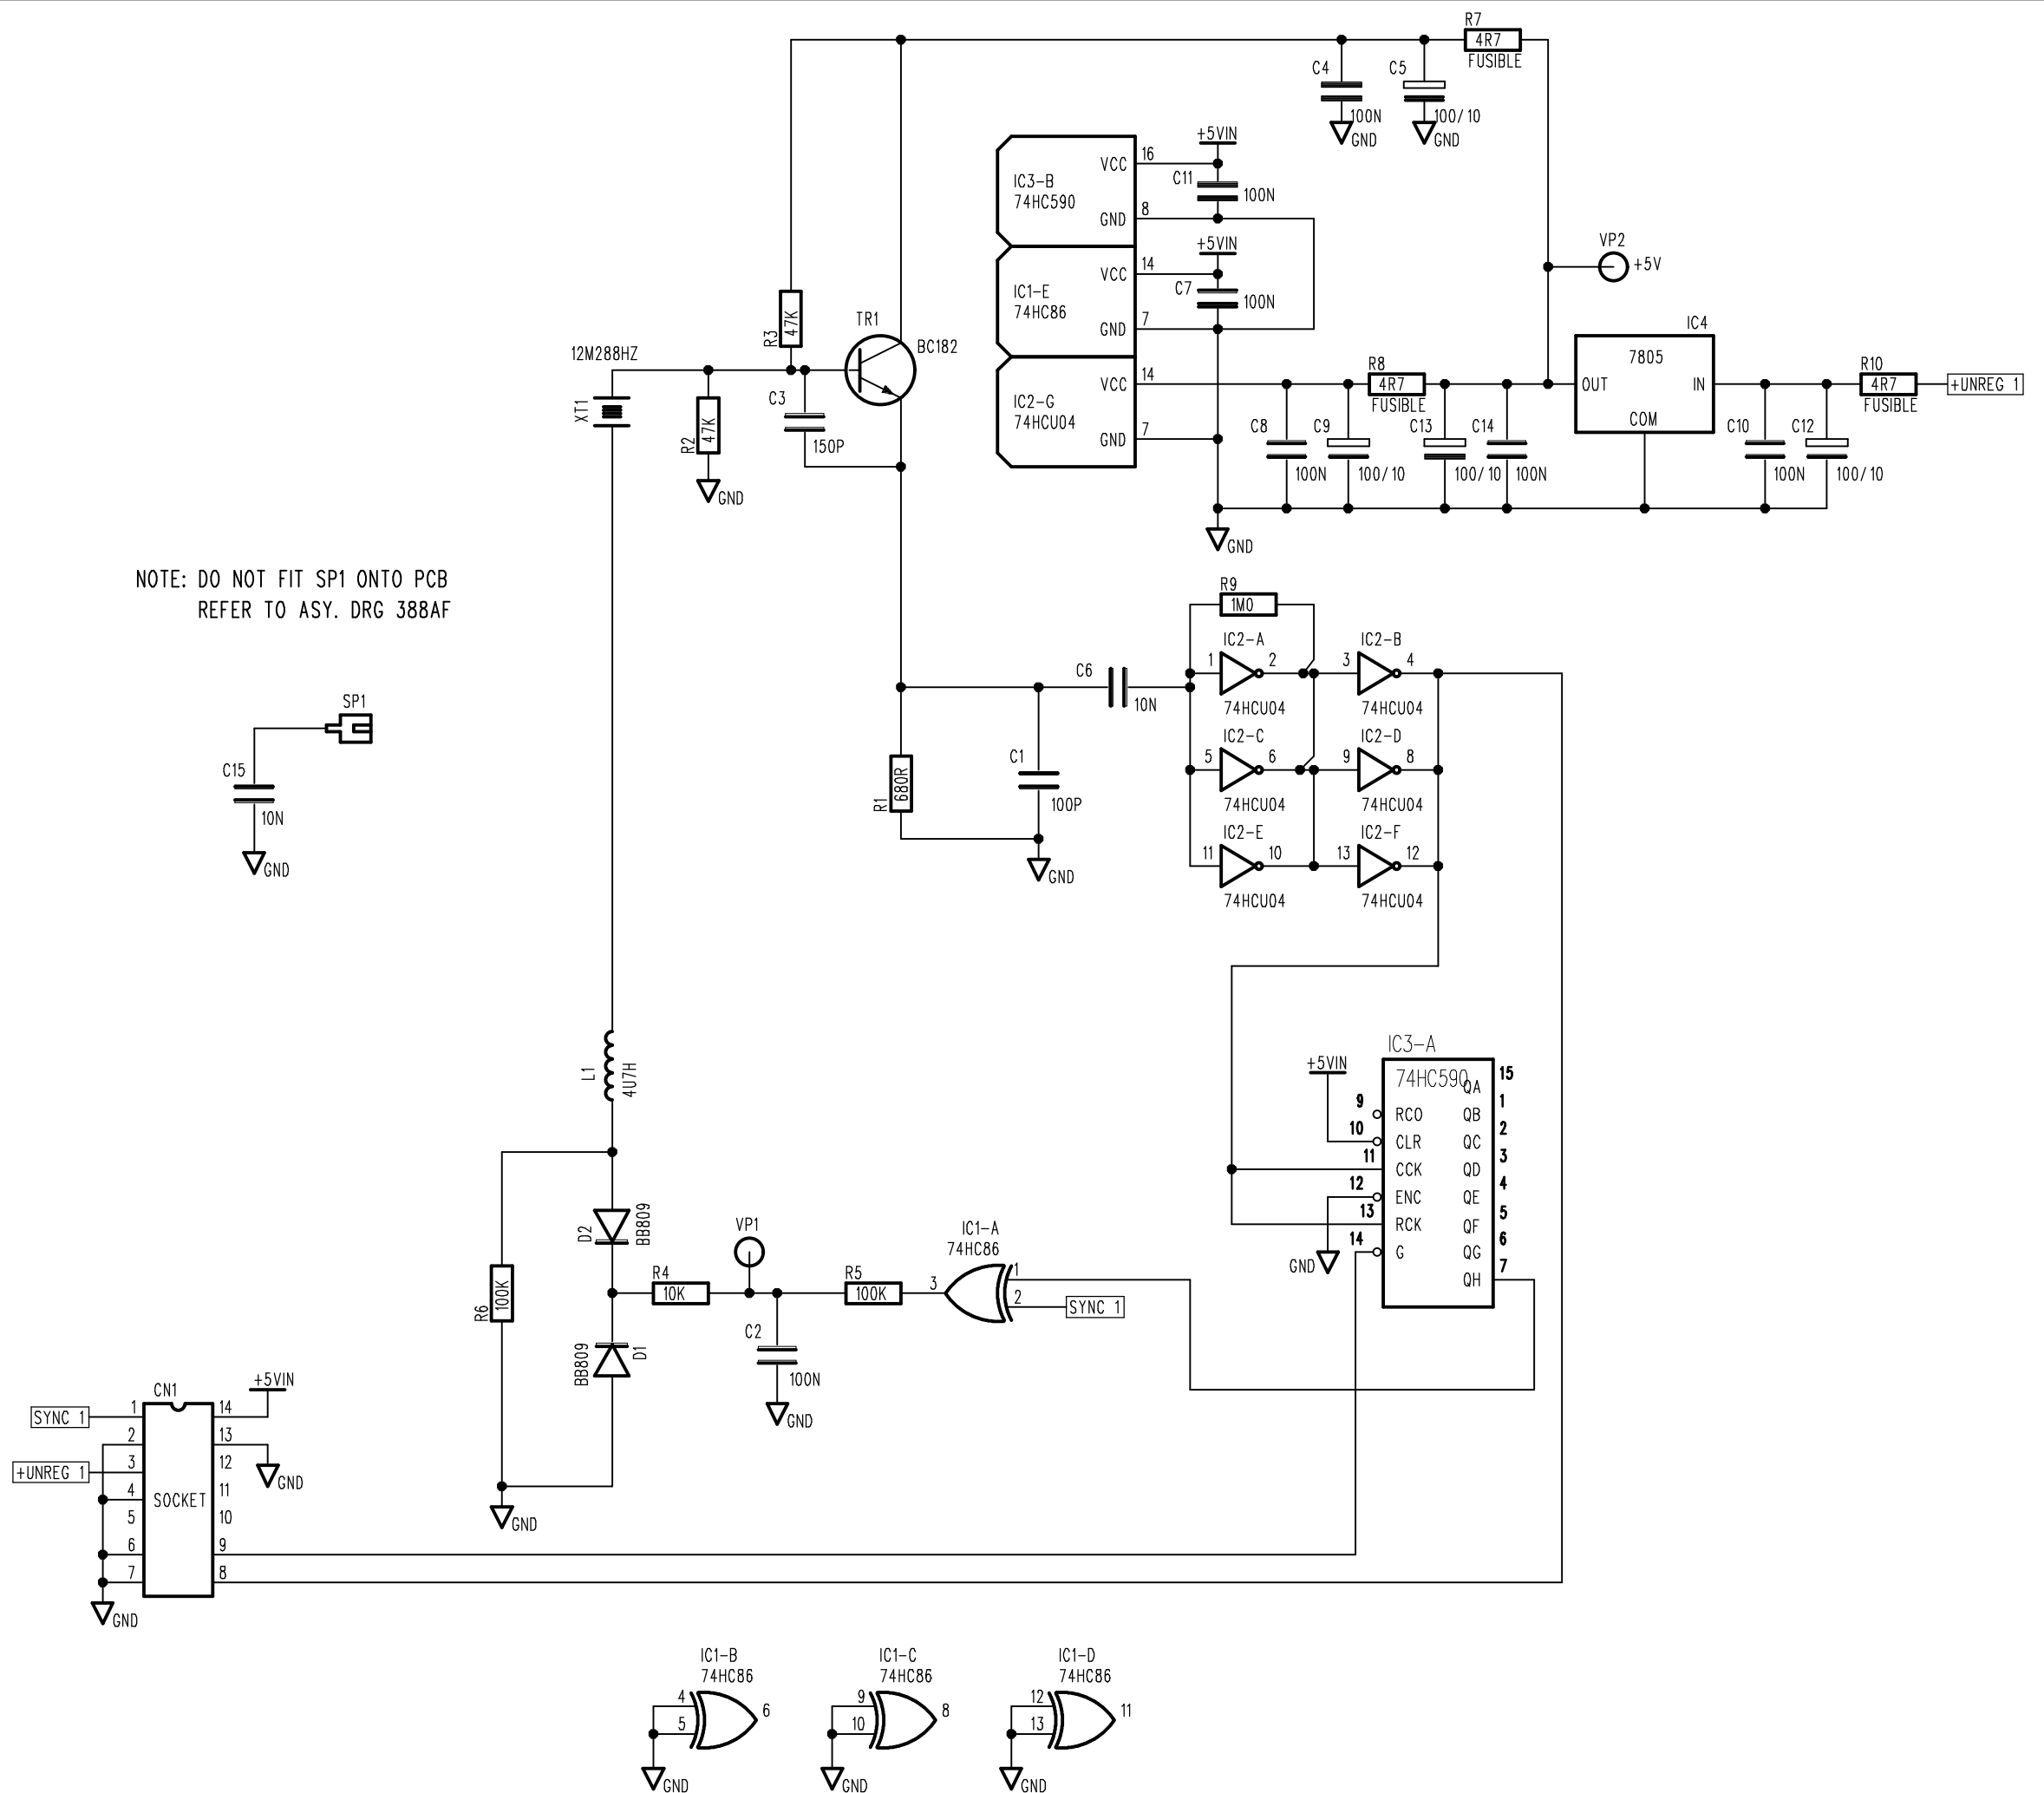 R7
4R7
FUSIBLE
C4
100N
GND
C5
100/10
GND
+5VIN
16
VCC
C11
100N
IC3-B
74HC590
8
GND
+5VIN
14
VCC
C7
100N
IC1-E
74HC86
7
GND
14
VCC
IC2-G
74HCU04
7
GND
VP2
+5V
IC4
7805
OUT
IN
COM
R8
4R7
FUSIBLE
R10
4R7
FUSIBLE
+UNREG 1
C8
100N
C9
100/10
C13
100/10
C14
100N
C10
100N
C12
100/10
GND
12M288HZ
XT1
R3
47K
TR1
BC182
R2
47K
GND
C3
150P
NOTE: DO NOT FIT SP1 ONTO PCB
REFER TO ASY. DRG 388AF
SP1
C15
10N
GND
R9
1M0
IC2-A
1
2
74HCU04
IC2-B
3
4
74HCU04
C6
10N
IC2-C
5
6
74HCU04
IC2-D
9
8
74HCU04
IC2-E
11
10
74HCU04
IC2-F
13
12
74HCU04
R1
680R
C1
100P
GND
L1
4U7H
IC3-A
74HC590
+5VIN
9
RCO
10
CLR
11
CCK
12
ENC
13
RCK
14
G
GND
QA
15
QB
1
QC
2
QD
3
QE
4
QF
5
QG
6
QH
7
D2
BB809
R6
100K
R4
10K
VP1
R5
100K
IC1-A
74HC86
3
1
2
SYNC 1
C2
100N
GND
BB809
D1
GND
CN1
+5VIN
SYNC 1
+UNREG 1
SOCKET
1
2
3
4
5
6
7
14
13
12
11
10
9
8
GND
GND
IC1-B
74HC86
4
5
6
GND
IC1-C
74HC86
9
10
8
GND
IC1-D
74HC86
12
13
11
GND